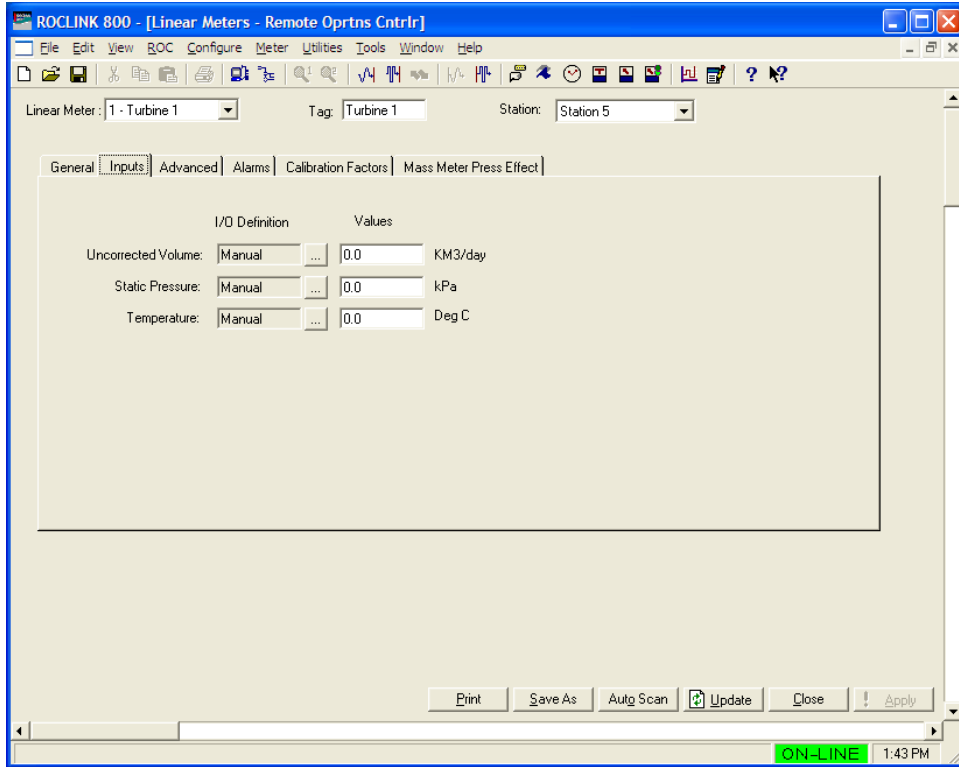 ROCLINK 800 - [Linear Meters - Remote Oprtns Cntrlr]
File Edit View ROC Configure Meter Utilities Tools Window Help
Linear Meter : 1 - Turbine 1 Tag: Turbine 1 Station: Station 5
General Inputs Advanced Alarms Calibration Factors Mass Meter Press Effect
I/O Definition Values
Uncorrected Volume: Manual ... 0.0 KM3/day
Static Pressure: Manual ... 0.0 kPa
Temperature: Manual ... 0.0 Deg C
Print Save As Auto Scan Update Close ! Apply
ON-LINE 1:43 PM